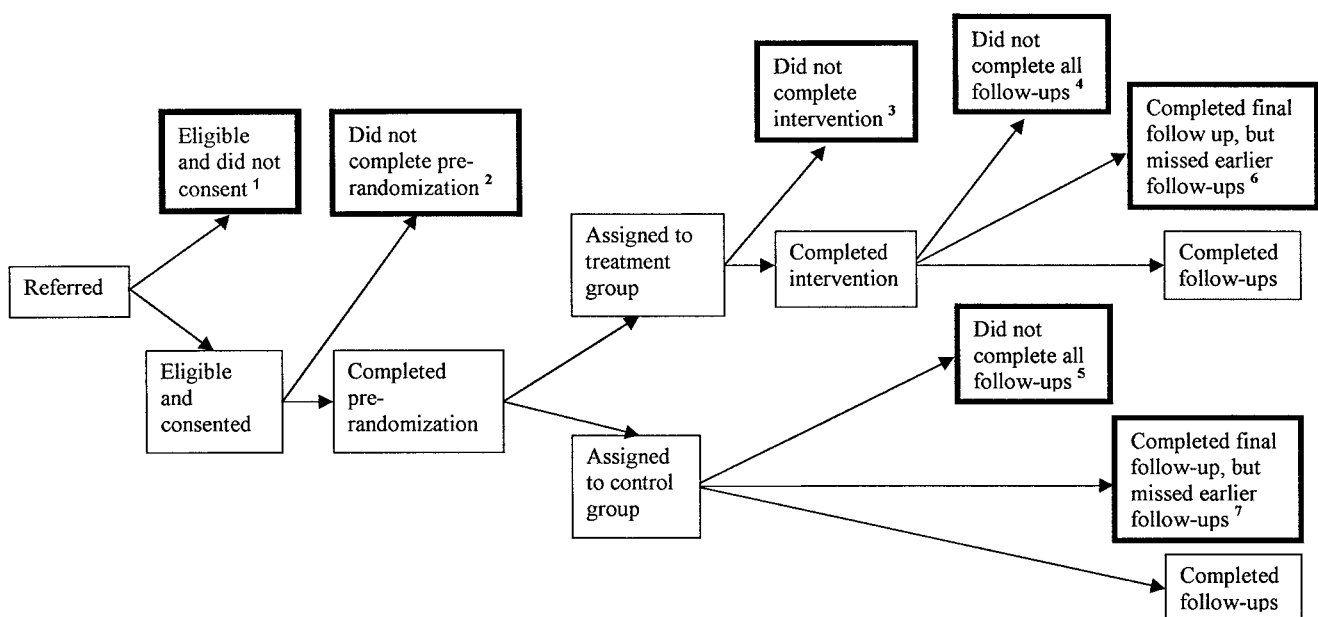 Referred
Eligible
and did not
consent 1
Eligible
and
consented
Did not
complete pre-
randomization 2
Completed
pre-
randomization
Assigned to
treatment
group
Assigned
to control
group
Did not
complete
intervention 3
Completed
intervention
Did not
complete all
follow-ups 4
Completed final
follow up, but
missed earlier
follow-ups 6
Completed
follow-ups
Did not
complete all
follow-ups 5
Completed final
follow-up, but
missed earlier
follow-ups 7
Completed
follow-ups